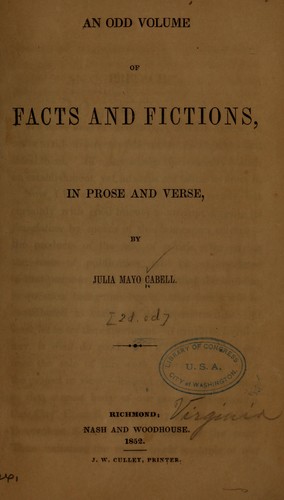 AN ODD VOLUME
OF
FACTS AND FICTIONS,
IN PROSE AND VERSE,
BY
JULIA MAYO CABELL.
[2d. ed.]
LIBRARY OF CONGRESS
U. S. A.
CITY OF WASHINGTON.
Virginia
RICHMOND:
NASH AND WOODHOUSE.
1852.
J. W. CULLEY, PRINTER.